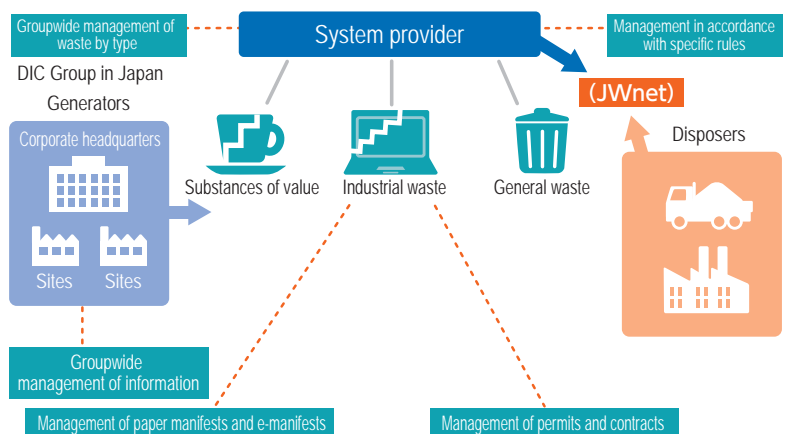 Groupwide management of
waste by type
System provider
Management in accordance
with specific rules
DIC Group in Japan
Generators
(JWnet)
Corporate headquarters
Disposers
Substances of value
Industrial waste
General waste
Sites
Sites
Groupwide
management of information
Management of paper manifests and e-manifests
Management of permits and contracts